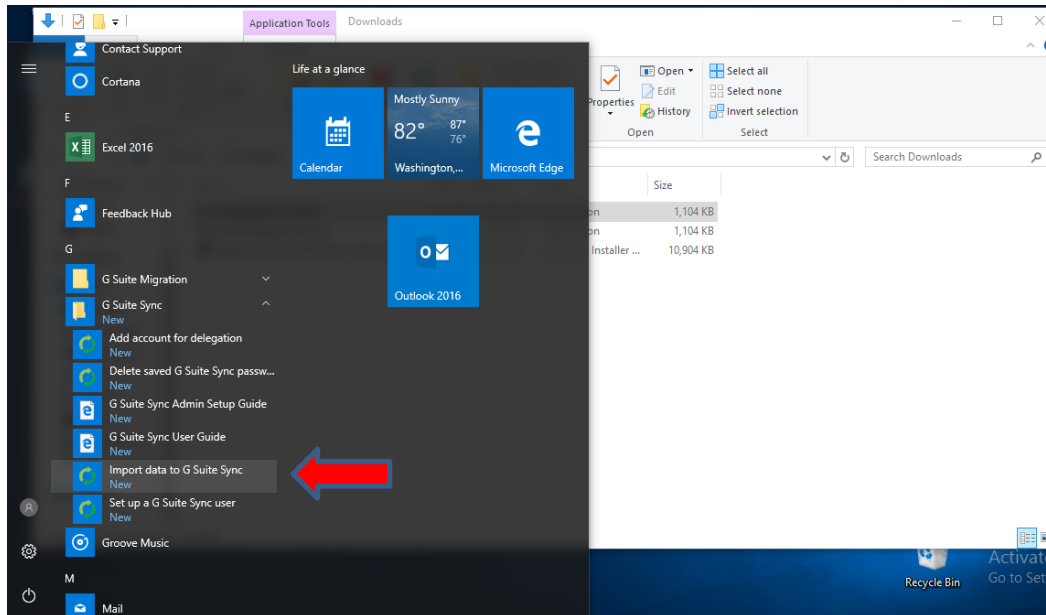 Application Tools
Downloads
Contact Support
Cortana
E
Excel 2016
F
Feedback Hub
G
G Suite Migration
G Suite Sync
New
Add account for delegation
New
Delete saved G Suite Sync passw...
New
G Suite Sync Admin Setup Guide
New
G Suite Sync User Guide
New
Import data to G Suite Sync
New
Set up a G Suite Sync user
New
Groove Music
M
Mail
Life at a glance
Calendar
Mostly Sunny
82° 87°
76°
Washington,...
Microsoft Edge
Outlook 2016
Properties
Open
Edit
History
Open
Select all
Select none
Invert selection
Select
Search Downloads
Size
on 1,104 KB
on 1,104 KB
Installer ... 10,904 KB
Recycle Bin
Activat
Go to Set